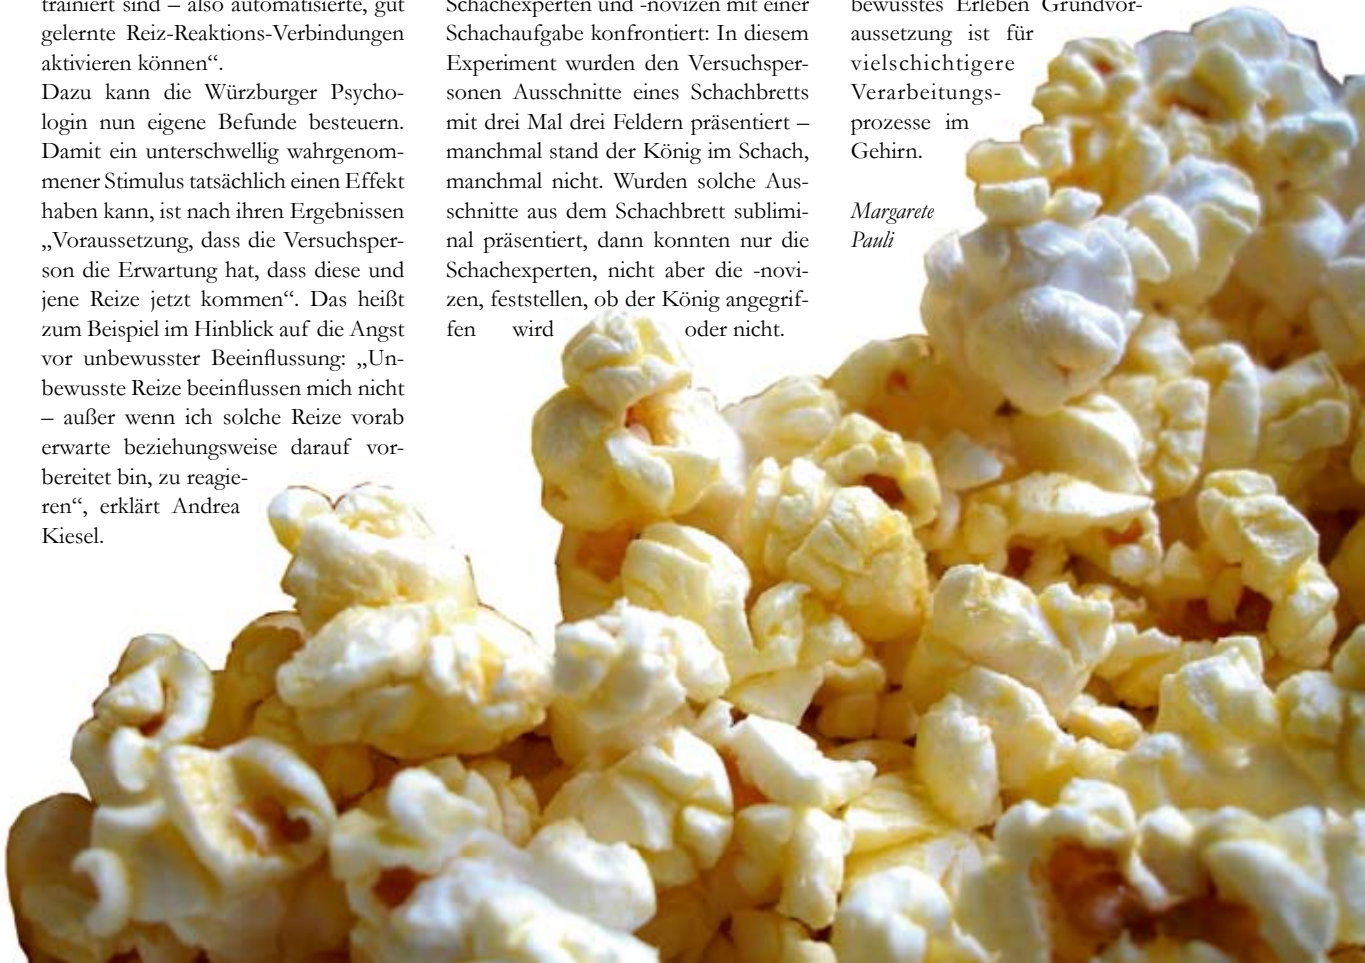 trainiert sind – also automatisierte, gut
gelernte Reiz-Reaktions-Verbindungen
aktivieren können“.
Dazu kann die Würzburger Psycho-
login nun eigene Befunde besteuern.
Damit ein unterschwellig wahrgenom-
mener Stimulus tatsächlich einen Effekt
haben kann, ist nach ihren Ergebnissen
„Voraussetzung, dass die Versuchsper-
son die Erwartung hat, dass diese und
jene Reize jetzt kommen“. Das heißt
zum Beispiel im Hinblick auf die Angst
vor unbewusster Beeinflussung: „Un-
bewusste Reize beeinflussen mich nicht
– außer wenn ich solche Reize vorab
erwarte beziehungsweise darauf vor-
bereitet bin, zu reagie-
ren“, erklärt Andrea
Kiesel.
Schachexperten und -novizen mit einer
Schachaufgabe konfrontiert: In diesem
Experiment wurden den Versuchsper-
sonen Ausschnitte eines Schachbretts
mit drei Mal drei Feldern präsentiert –
manchmal stand der König im Schach,
manchmal nicht. Wurden solche Aus-
schnitte aus dem Schachbrett sublimi-
nal präsentiert, dann konnten nur die
Schachexperten, nicht aber die -novi-
zen, feststellen, ob der König angegrif-
fen wird oder nicht.
bewusstes Erleben Grundvor-
aussetzung ist für
vielschichtigere
Verarbeitungs-
prozesse im
Gehirn.
Margarete
Pauli